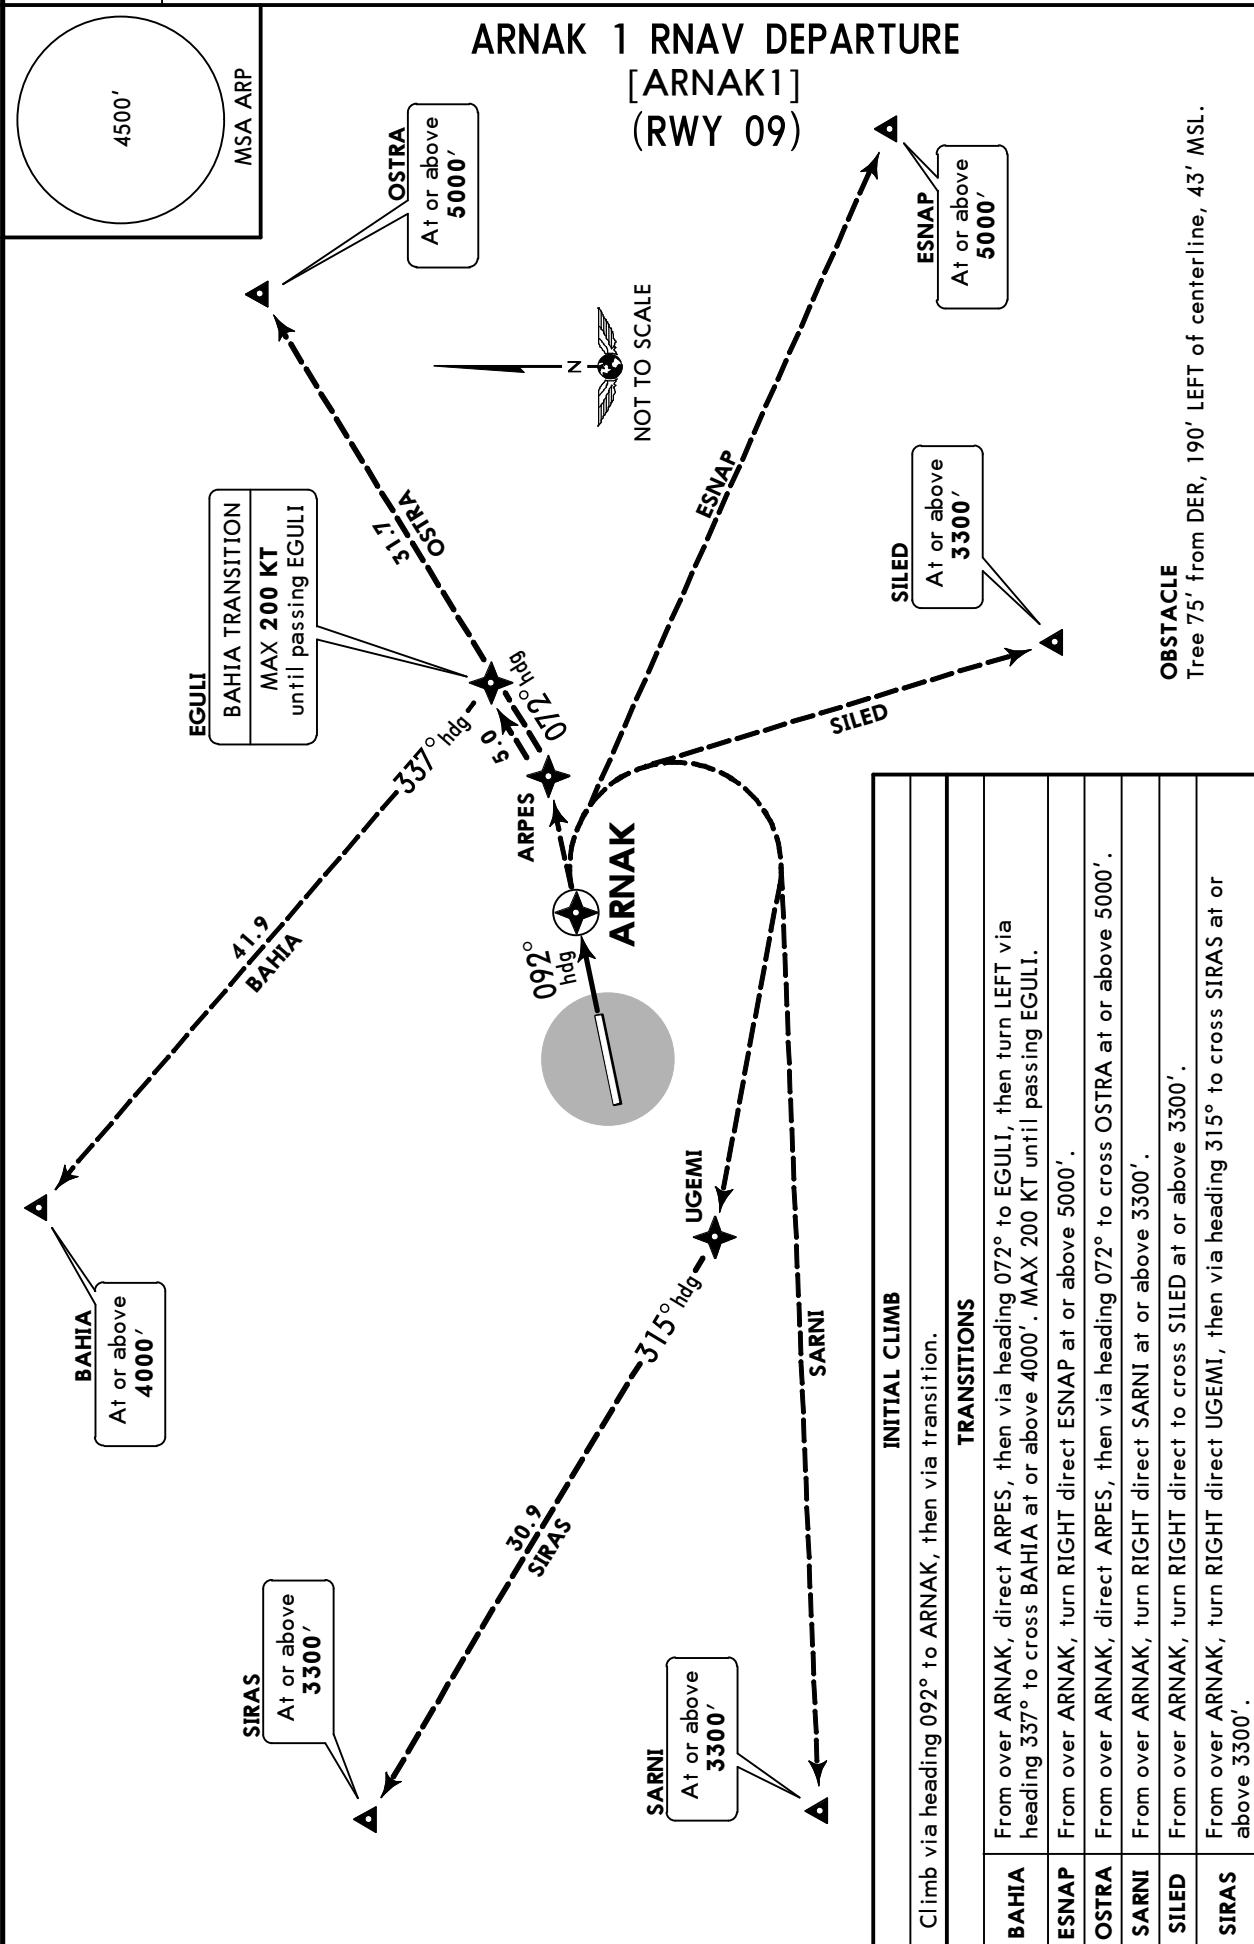 ARNAK 1 RNAV DEPARTURE
[ARNAK1]
(RWY 09)
4500'
MSA ARP
OSTRA
At or above
5000'
ESNAP
At or above
5000'
N
NOT TO SCALE
EGULI
BAHIA TRANSITION
MAX 200 KT
until passing EGULI
31.7
OSTRA
ESNAP
SILED
At or above
3300'
SILED
337° hdg
5.0
072° hdg
ARPES
ARNAK
092°
hdg
41.9
BAHIA
BAHIA
At or above
4000'
UGEMI
315° hdg
30.9
SIRAS
SARNI
SIRAS
At or above
3300'
SARNI
At or above
3300'
OBSTACLE
Tree 75' from DER, 190' LEFT of centerline, 43' MSL.
INITIAL CLIMB
Climb via heading 092° to ARNAK, then via transition.
TRANSITIONS
BAHIA From over ARNAK, direct ARPES, then via heading 072° to EGULI, then turn LEFT via
heading 337° to cross BAHIA at or above 4000'. MAX 200 KT until passing EGULI.
ESNAP From over ARNAK, turn RIGHT direct ESNAP at or above 5000'.
OSTRA From over ARNAK, direct ARPES, then via heading 072° to cross OSTRA at or above 5000'.
SARNI From over ARNAK, turn RIGHT direct SARNI at or above 3300'.
SILED From over ARNAK, turn RIGHT direct to cross SILED at or above 3300'.
SIRAS From over ARNAK, turn RIGHT direct UGEMI, then via heading 315° to cross SIRAS at or
above 3300'.